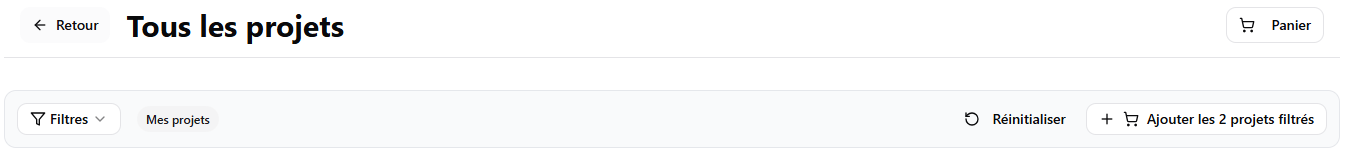 Retour
Tous les projets
Panier
Filtres
Mes projets
Réinitialiser
Ajouter les 2 projets filtrés